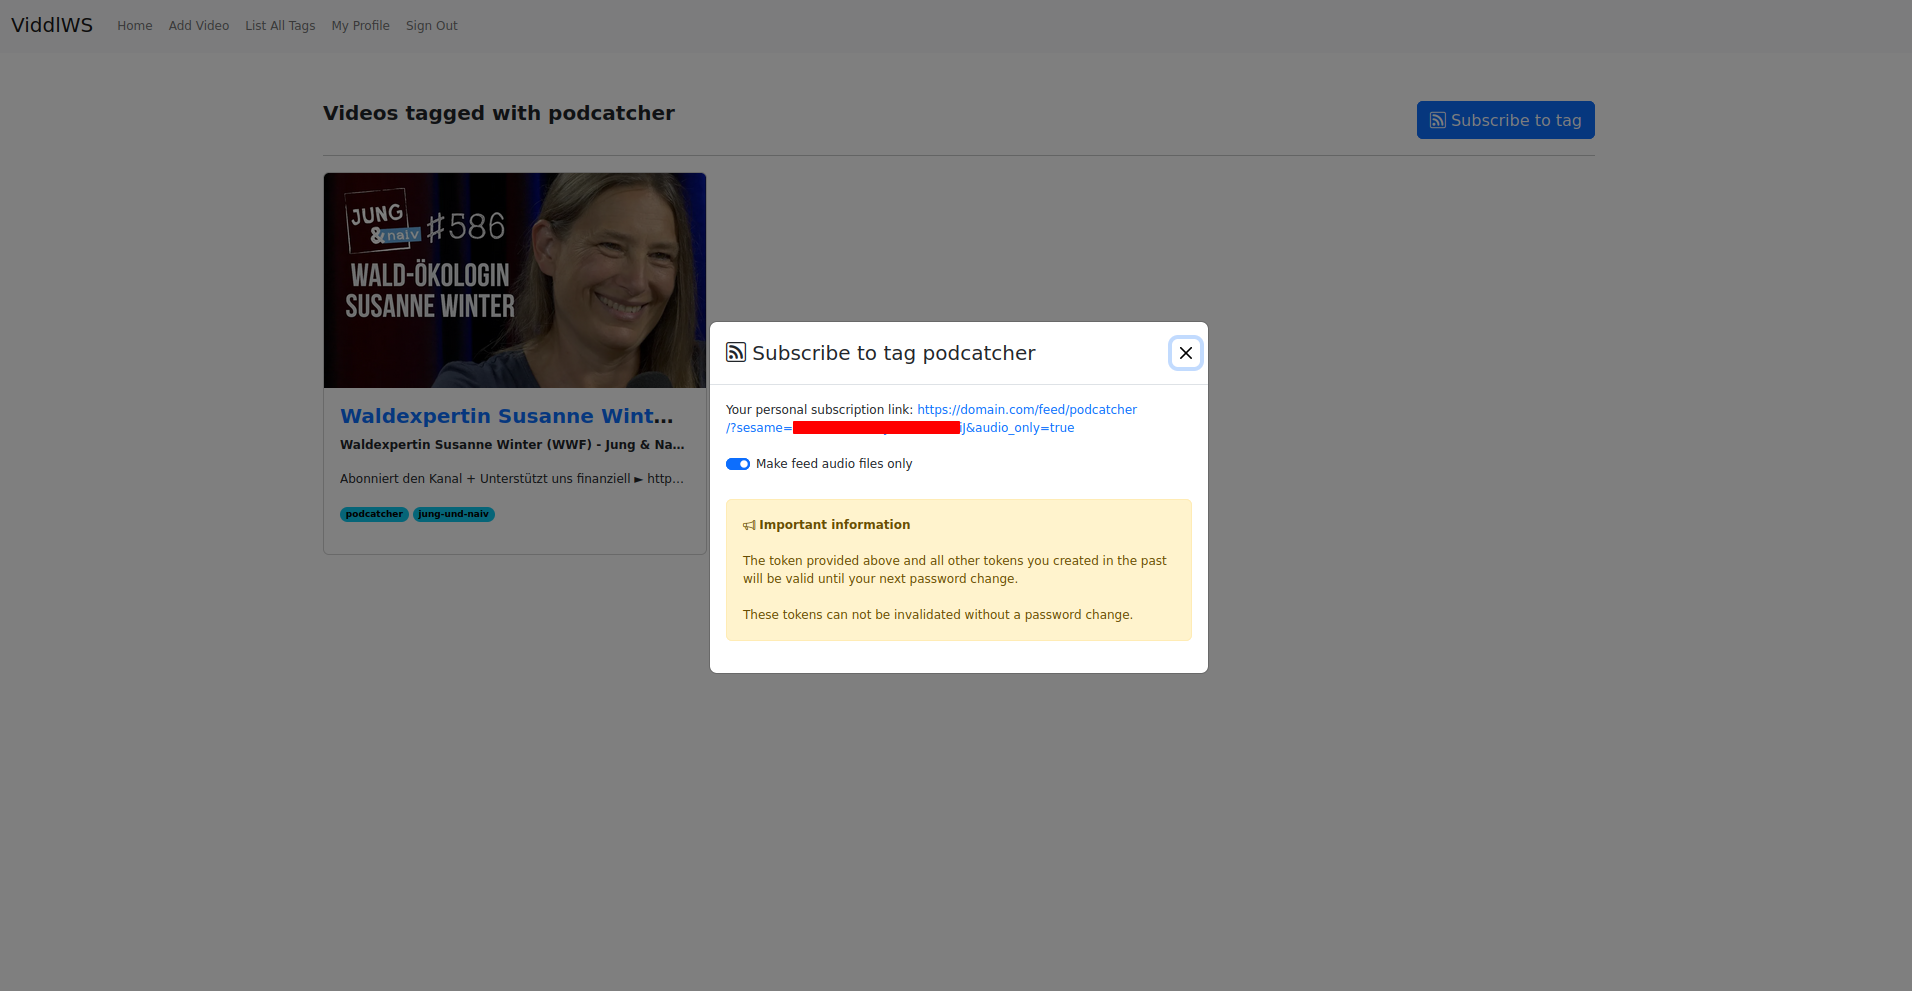 ViddlWS Home Add Video List All Tags My Profile Sign Out
Videos tagged with podcatcher
Subscribe to tag
JUNG
& naiv #586
WALD-ÖKOLOGIN
SUSANNE WINTER
Waldexpertin Susanne Wint...
Waldexpertin Susanne Winter (WWF) - Jung & Na...
Abonniert den Kanal + Unterstützt uns finanziell ► http...
podcatcher jung-und-naiv
Subscribe to tag podcatcher
Your personal subscription link: https://domain.com/feed/podcatcher
/?sesame= iJ&audio_only=true
Make feed audio files only
Important information
The token provided above and all other tokens you created in the past
will be valid until your next password change.
These tokens can not be invalidated without a password change.